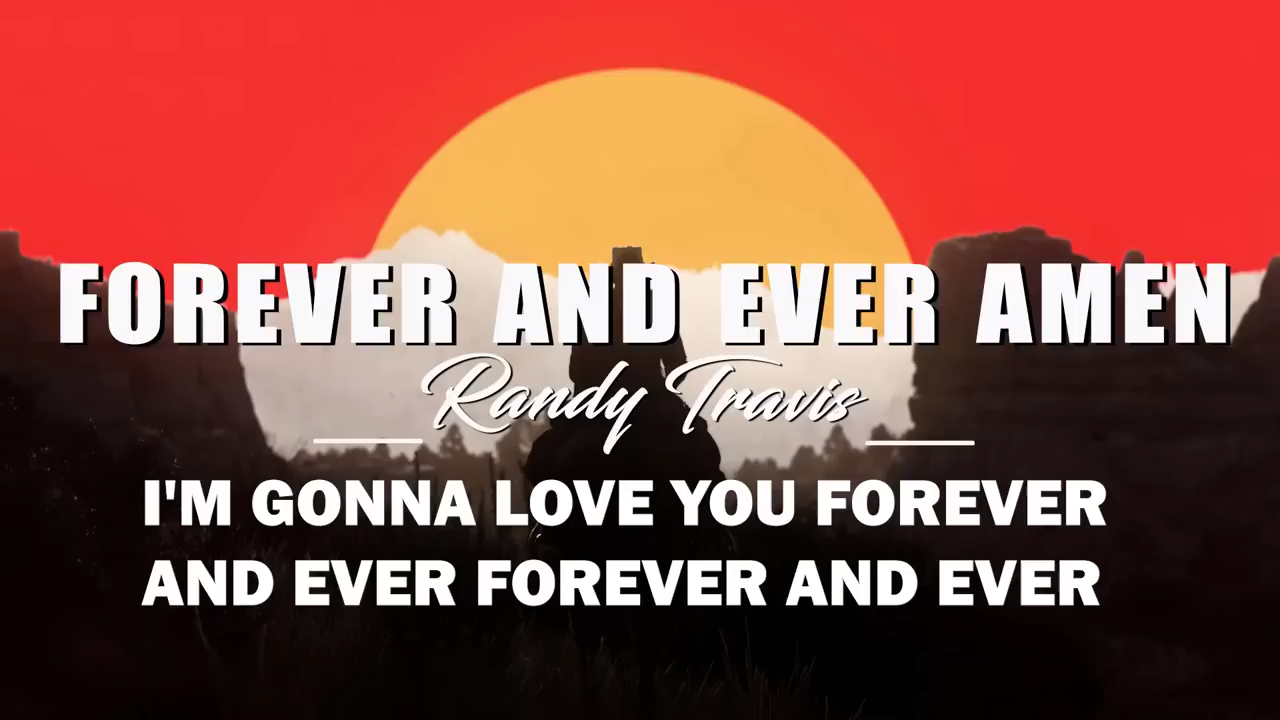 FOREVER AND EVER AMEN
Randy Travis
I'M GONNA LOVE YOU FOREVER
AND EVER FOREVER AND EVER